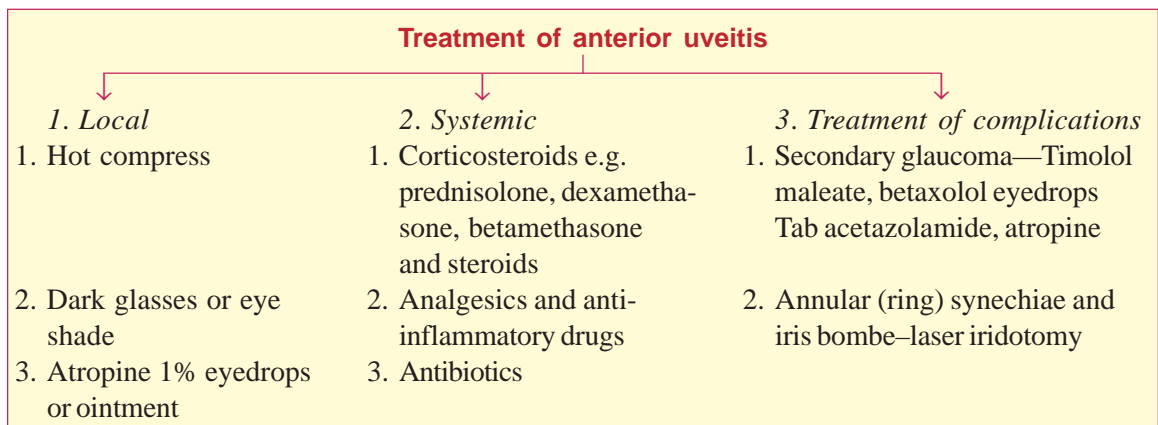 Treatment of anterior uveitis
1. Local
1. Hot compress
2. Dark glasses or eye
shade
3. Atropine 1% eyedrops
or ointment
2. Systemic
1. Corticosteroids e.g.
prednisolone, dexametha-
sone, betamethasone
and steroids
2. Analgesics and anti-
inflammatory drugs
3. Antibiotics
3. Treatment of complications
1. Secondary glaucoma—Timolol
maleate, betaxolol eyedrops
Tab acetazolamide, atropine
2. Annular (ring) synechiae and
iris bombe–laser iridotomy